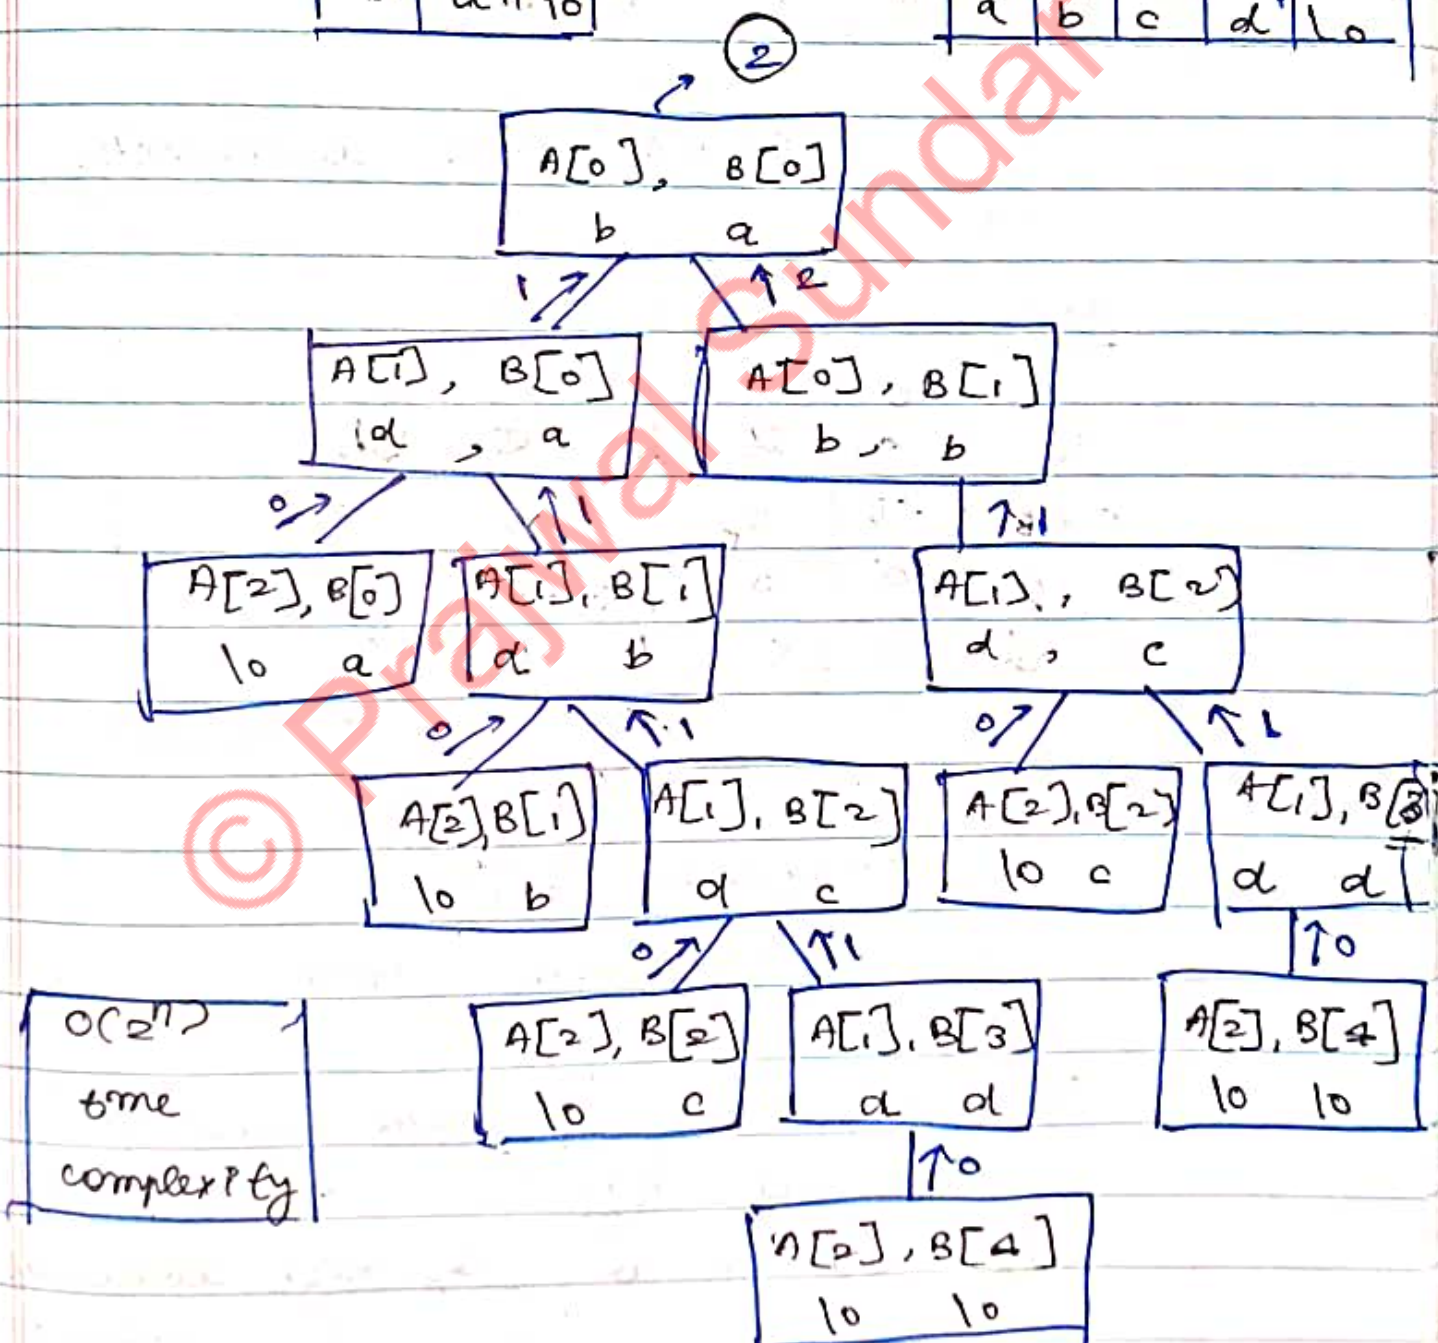 a b c d \0
2
A[0], B[0]
b a
1 2
A[1], B[0] A[0], B[1]
d , a b , b
0 1 1
A[2], B[0] A[1], B[1] A[1], B[2]
\0 a d b d , c
0 1 0 1
A[2], B[1] A[1], B[2] A[2], B[2] A[1], B[3]
\0 b d c \0 c d d
0 1 0
O(2^n) A[2], B[2] A[1], B[3] A[2], B[4]
time \0 c d d \0 \0
complexity 0
A[2], B[4]
\0 \0
© Prajwal Sundar